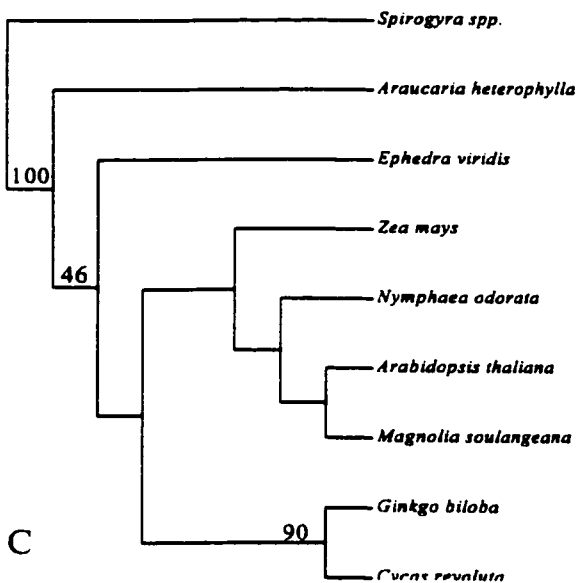 Spirogyra spp.
Araucaria heterophylla
100
Ephedra viridis
Zea mays
46
Nymphaea odorata
Arabidopsis thaliana
Magnolia soulangeana
Ginkgo biloba
90
C
Cycas revoluta